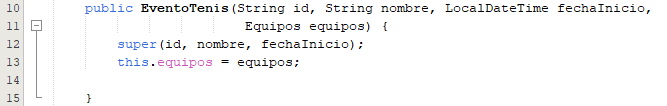 10 public EventoTenis(String id, String nombre, LocalDateTime fechaInicio,
11 Equipos equipos) {
12 super(id, nombre, fechaInicio);
13 this.equipos = equipos;
14
15 }